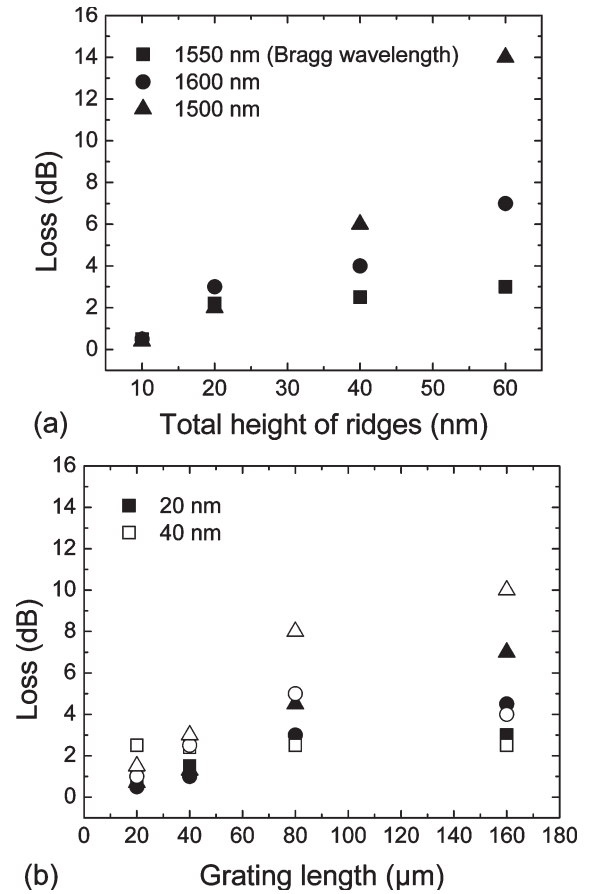 16
14
12
10
8
6
4
2
0
Loss (dB)
1550 nm (Bragg wavelength)
1600 nm
1500 nm
10 20 30 40 50 60
(a) Total height of ridges (nm)
16
14
12
10
8
6
4
2
0
Loss (dB)
20 nm
40 nm
0 20 40 60 80 100 120 140 160 180
(b) Grating length (μm)